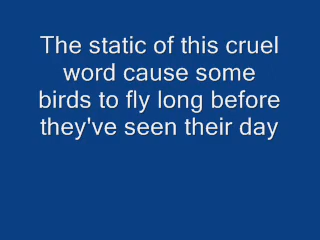 The static of this cruel
word cause some
birds to fly long before
they've seen their day